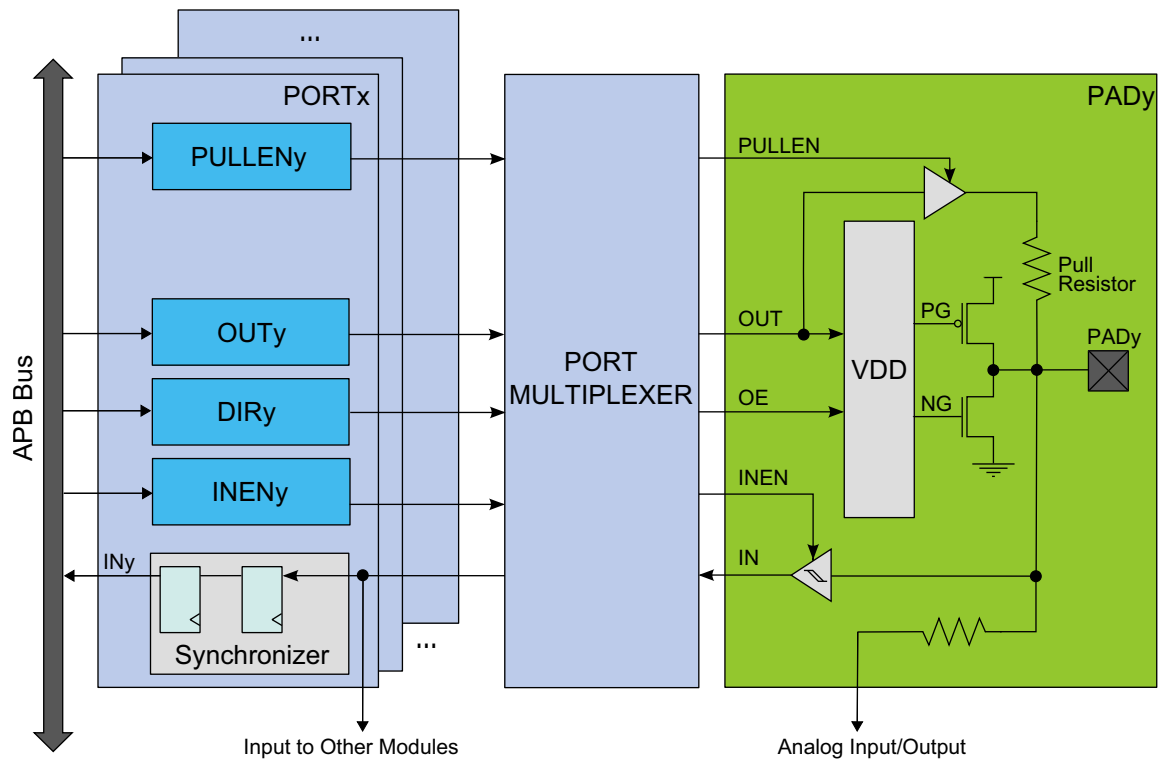 ...
PORTx
PADy
PULLENy
PULLEN
Pull
Resistor
OUTy
OUT
PG
PADy
PORT
MULTIPLEXER
VDD
APB Bus
DIRy
OE
NG
INENy
INEN
INy
IN
Synchronizer
...
Input to Other Modules
Analog Input/Output